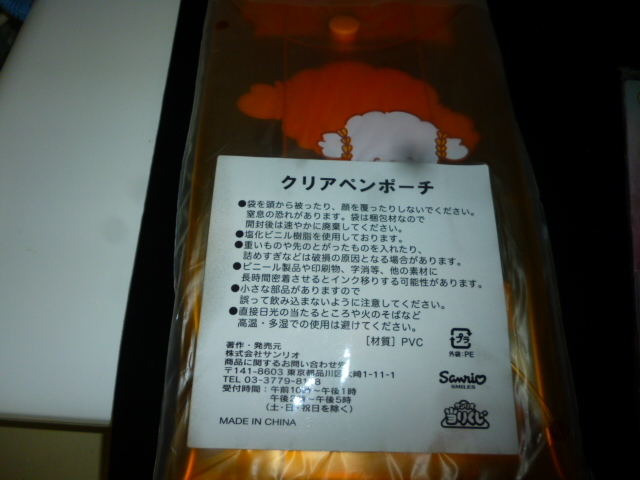 クリアペンポーチ
●袋を頭から被ったり、顔を覆ったりしないでください。
窒息の恐れがあります。袋は梱包材なので
開封後は速やかに廃棄してください。
●塩化ビニル樹脂を使用しております。
●重いものや先のとがったものを入れたり、
詰めすぎなどは破損の原因となる場合があります。
●ビニール製品や印刷物、字消等、他の素材に
長時間密着させるとインク移りする可能性があります。
●小さな部品がありますので
誤って飲み込まないように注意してください。
●直接日光の当たるところや火のそばなど
高温・多湿での使用は避けてください。
[材質] PVC
プラ
外袋:PE
著作・発売元
株式会社サンリオ
商品に関するお問い合わせ
〒141-8603 東京都品川区大崎1-11-1
TEL 03-3779-
受付時間:午前10時〜午後1時
午後2時〜午後5時
(土・日・祝日を除く)
MADE IN CHINA
Sanrio
SMILES
当りくじ